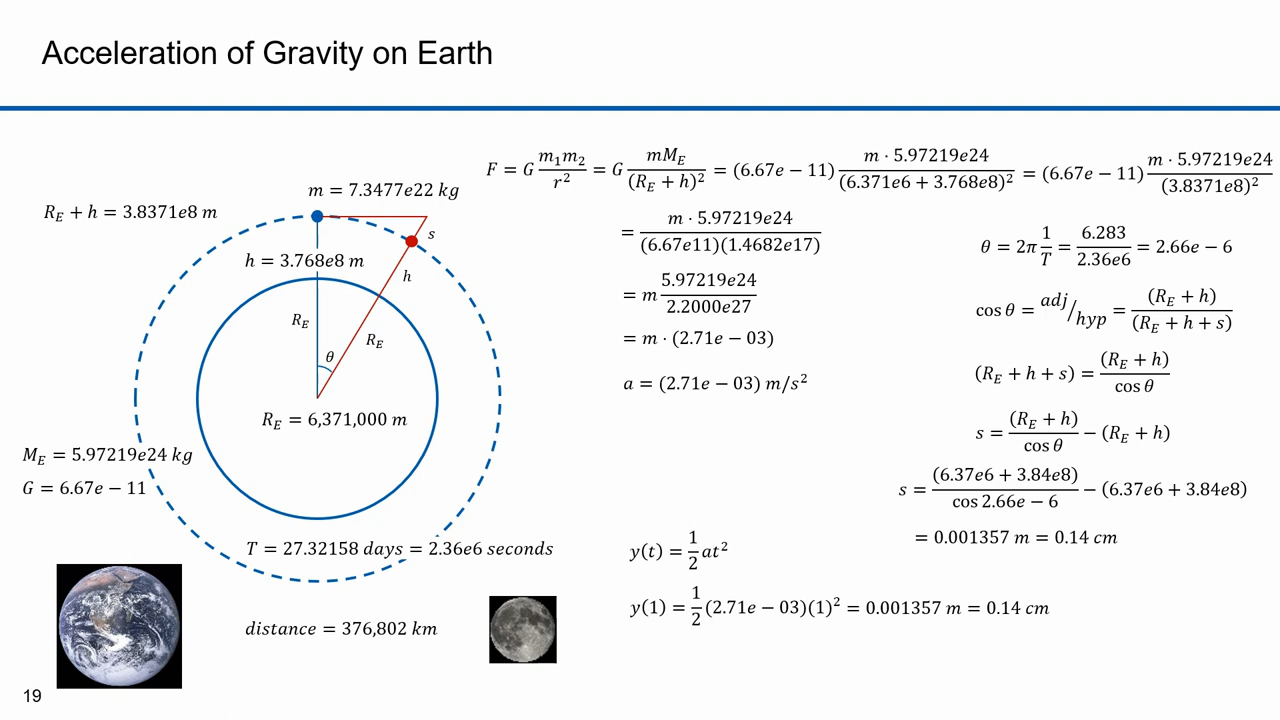 Acceleration of Gravity on Earth
F = G m₁m₂/r² = G mM_E/(R_E + h)² = (6.67e − 11) m · 5.97219e24/(6.371e6 + 3.768e8)² = (6.67e − 11) m · 5.97219e24/(3.8371e8)²
m = 7.3477e22 kg
R_E + h = 3.8371e8 m
s
= m · 5.97219e24/(6.67e11)(1.4682e17)
θ = 2π 1/T = 6.283/2.36e6 = 2.66e − 6
h = 3.768e8 m
h
= m 5.97219e24/2.2000e27
cos θ = adj/hyp = (R_E + h)/(R_E + h + s)
R_E
R_E
= m · (2.71e − 03)
θ
a = (2.71e − 03) m/s²
(R_E + h + s) = (R_E + h)/cos θ
R_E = 6,371,000 m
s = (R_E + h)/cos θ − (R_E + h)
M_E = 5.97219e24 kg
G = 6.67e − 11
s = (6.37e6 + 3.84e8)/cos 2.66e − 6 − (6.37e6 + 3.84e8)
= 0.001357 m = 0.14 cm
T = 27.32158 days = 2.36e6 seconds
y(t) = 1/2 at²
y(1) = 1/2 (2.71e − 03)(1)² = 0.001357 m = 0.14 cm
distance = 376,802 km
19